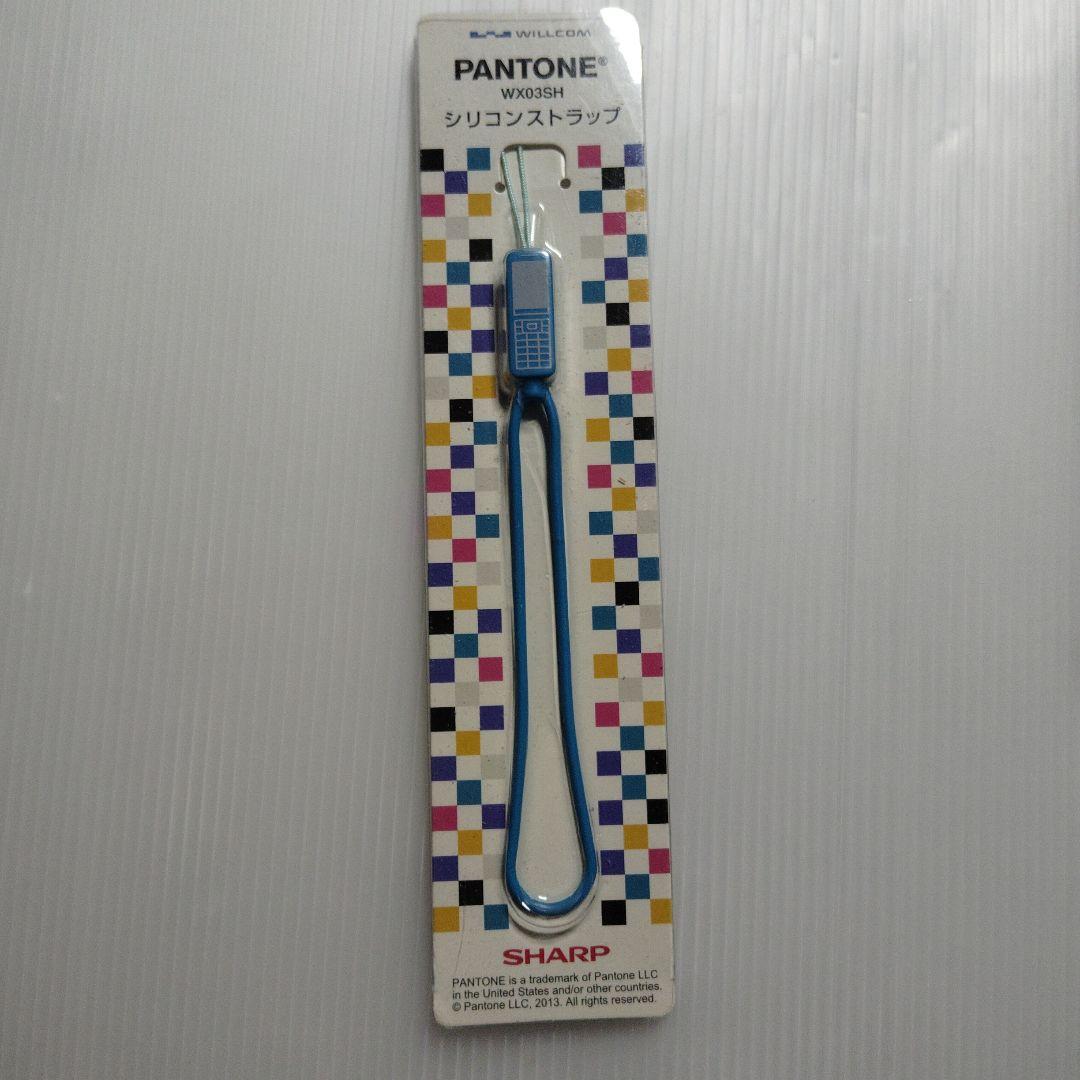 WILLCOM
PANTONE®
WX03SH
シリコンストラップ
SHARP
PANTONE is a trademark of Pantone LLC
in the United States and/or other countries.
© Pantone LLC, 2013. All rights reserved.